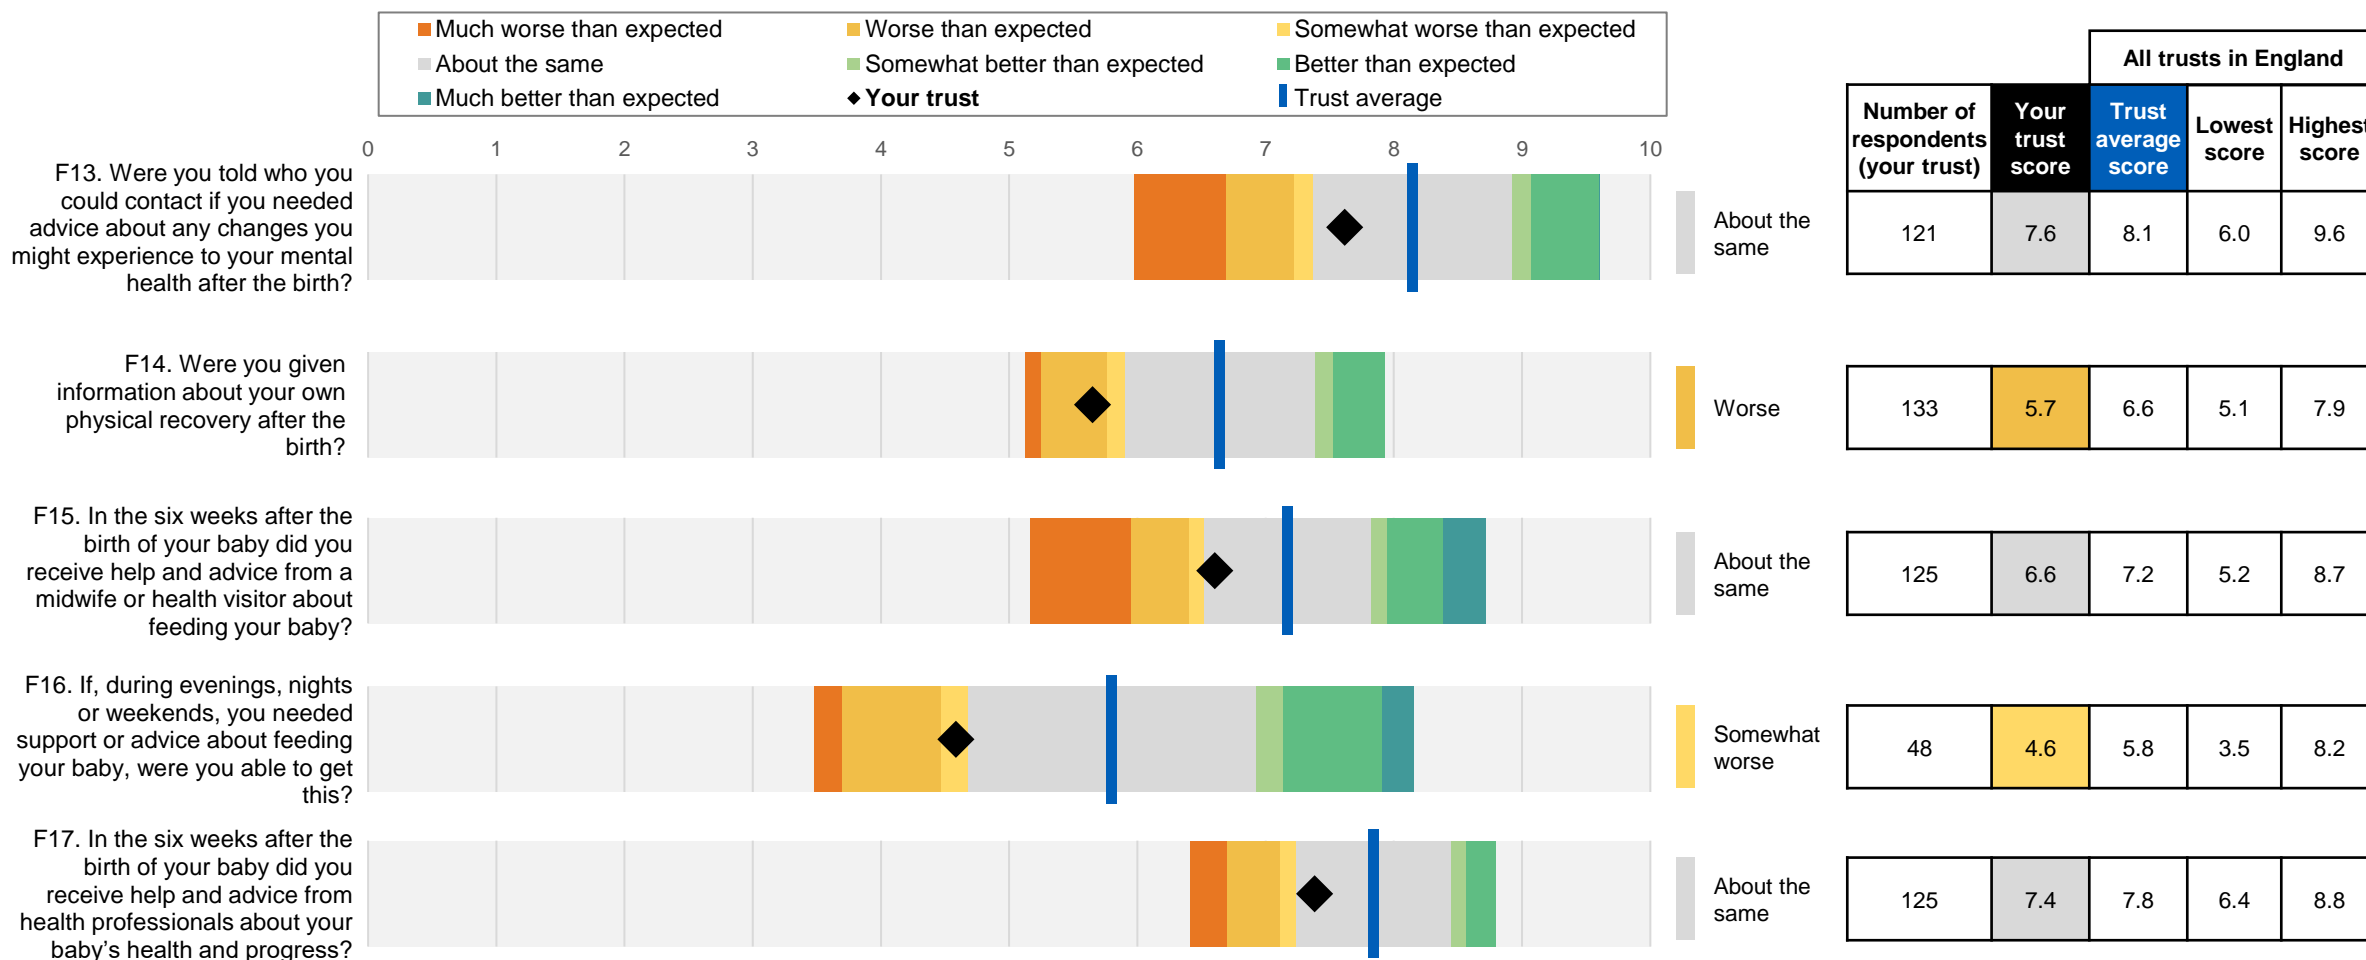 Much worse than expected
Worse than expected
Somewhat worse than expected
About the same
Somewhat better than expected
Better than expected
Much better than expected
Your trust
Trust average
All trusts in England
Number of
respondents
(your trust)
Your
trust
score
Trust
average
score
Lowest
score
Highest
score
0 1 2 3 4 5 6 7 8 9 10
F13. Were you told who you
could contact if you needed
advice about any changes you
might experience to your mental
health after the birth?
About the
same
121 7.6 8.1 6.0 9.6
F14. Were you given
information about your own
physical recovery after the
birth?
Worse
133 5.7 6.6 5.1 7.9
F15. In the six weeks after the
birth of your baby did you
receive help and advice from a
midwife or health visitor about
feeding your baby?
About the
same
125 6.6 7.2 5.2 8.7
F16. If, during evenings, nights
or weekends, you needed
support or advice about feeding
your baby, were you able to get
this?
Somewhat
worse
48 4.6 5.8 3.5 8.2
F17. In the six weeks after the
birth of your baby did you
receive help and advice from
health professionals about your
baby’s health and progress?
About the
same
125 7.4 7.8 6.4 8.8